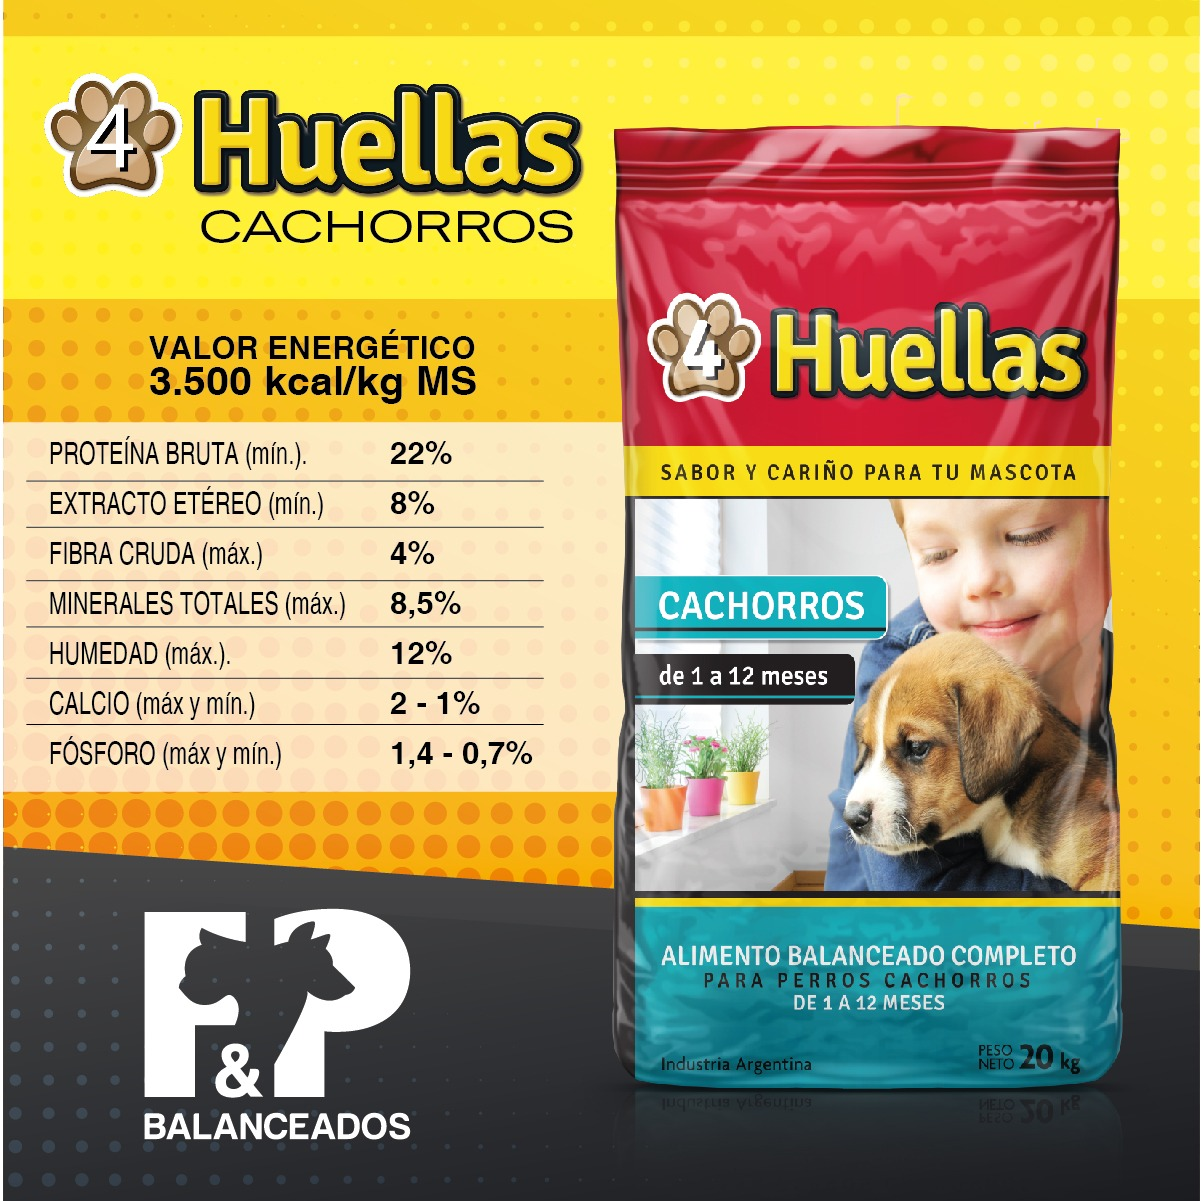 4 Huellas
CACHORROS
VALOR ENERGÉTICO
3.500 kcal/kg MS
PROTEÍNA BRUTA (mín.). 22%
EXTRACTO ETÉREO (mín.) 8%
FIBRA CRUDA (máx.) 4%
MINERALES TOTALES (máx.) 8,5%
HUMEDAD (máx.). 12%
CALCIO (máx y mín.) 2 - 1%
FÓSFORO (máx y mín.) 1,4 - 0,7%
F&P
BALANCEADOS
4 Huellas
SABOR Y CARIÑO PARA TU MASCOTA
CACHORROS
de 1 a 12 meses
ALIMENTO BALANCEADO COMPLETO
PARA PERROS CACHORROS
DE 1 A 12 MESES
Industria Argentina
PESO NETO 20 kg